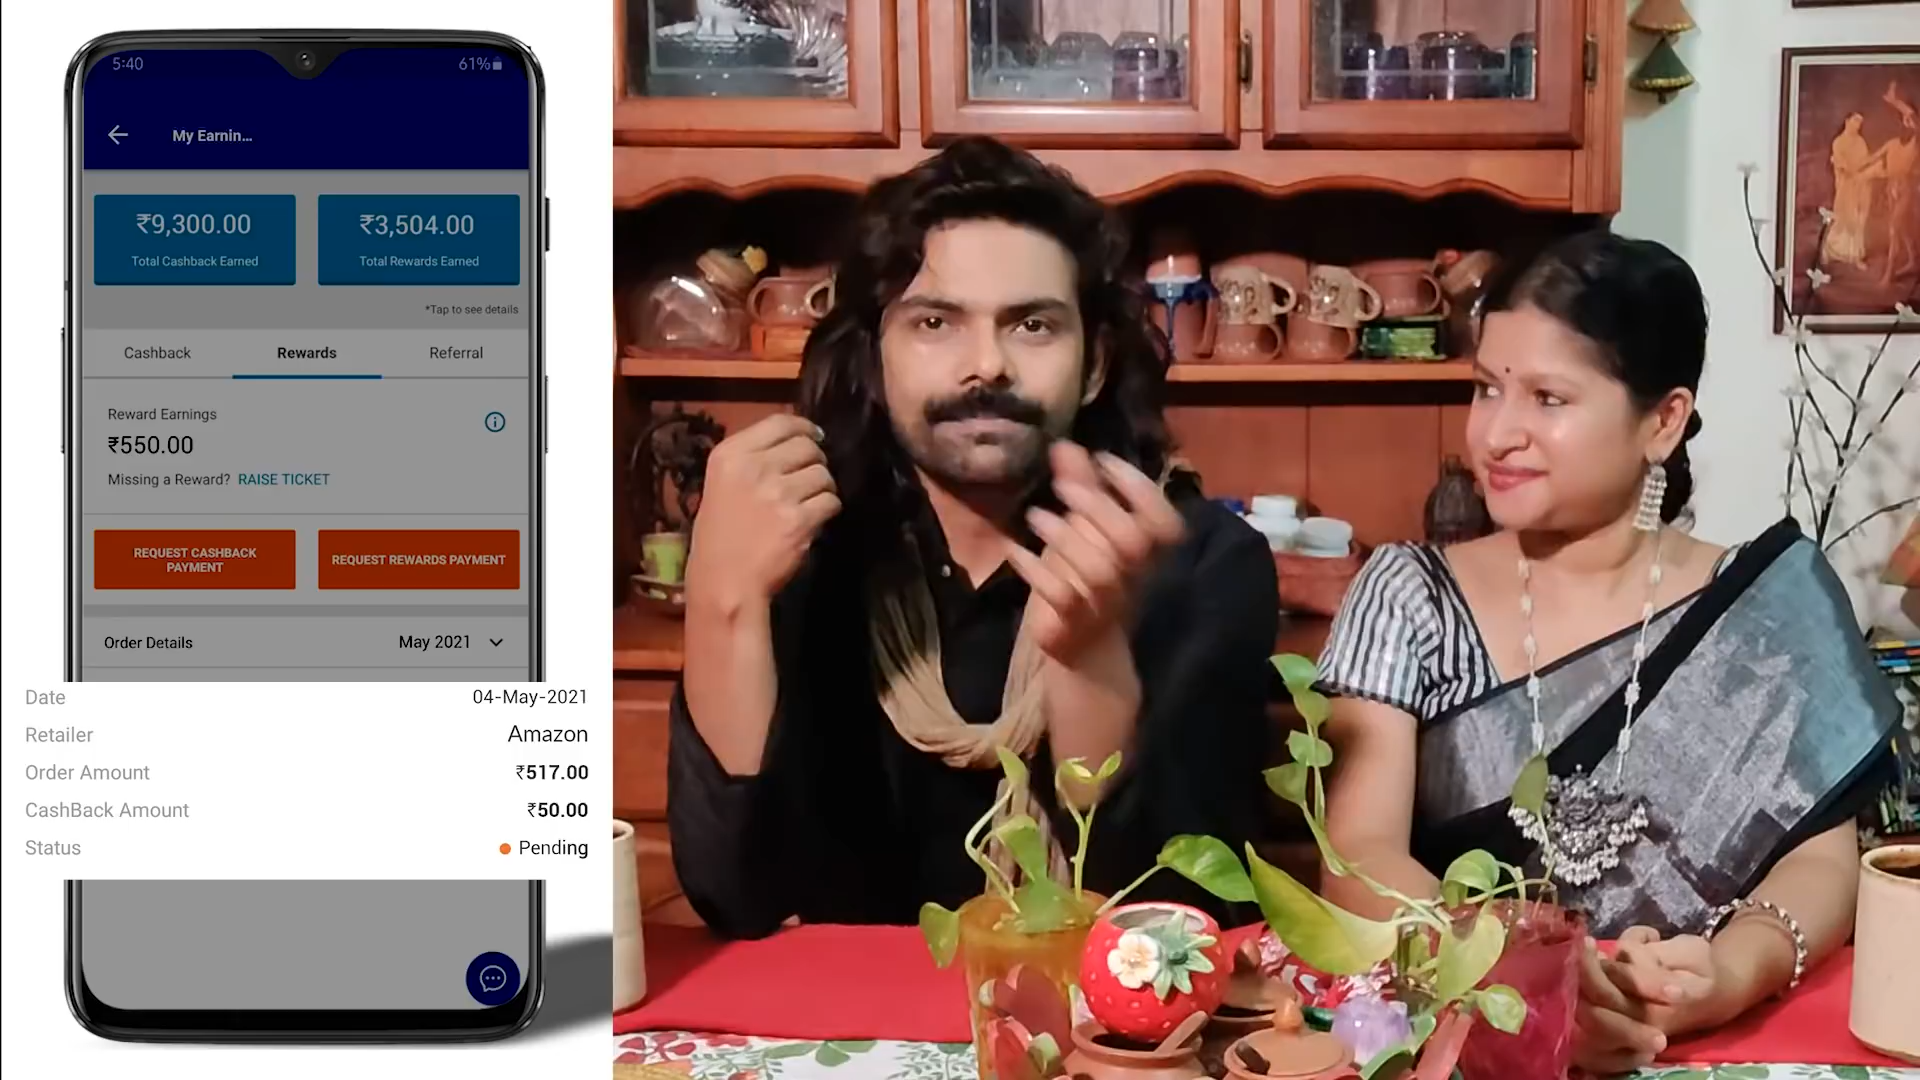 5:40
61%
My Earnin...
₹9,300.00
Total Cashback Earned
₹3,504.00
Total Rewards Earned
*Tap to see details
Cashback
Rewards
Referral
Reward Earnings
₹550.00
Missing a Reward? RAISE TICKET
REQUEST CASHBACK
PAYMENT
REQUEST REWARDS PAYMENT
Order Details
May 2021
Date 04-May-2021
Retailer Amazon
Order Amount ₹517.00
CashBack Amount ₹50.00
Status Pending